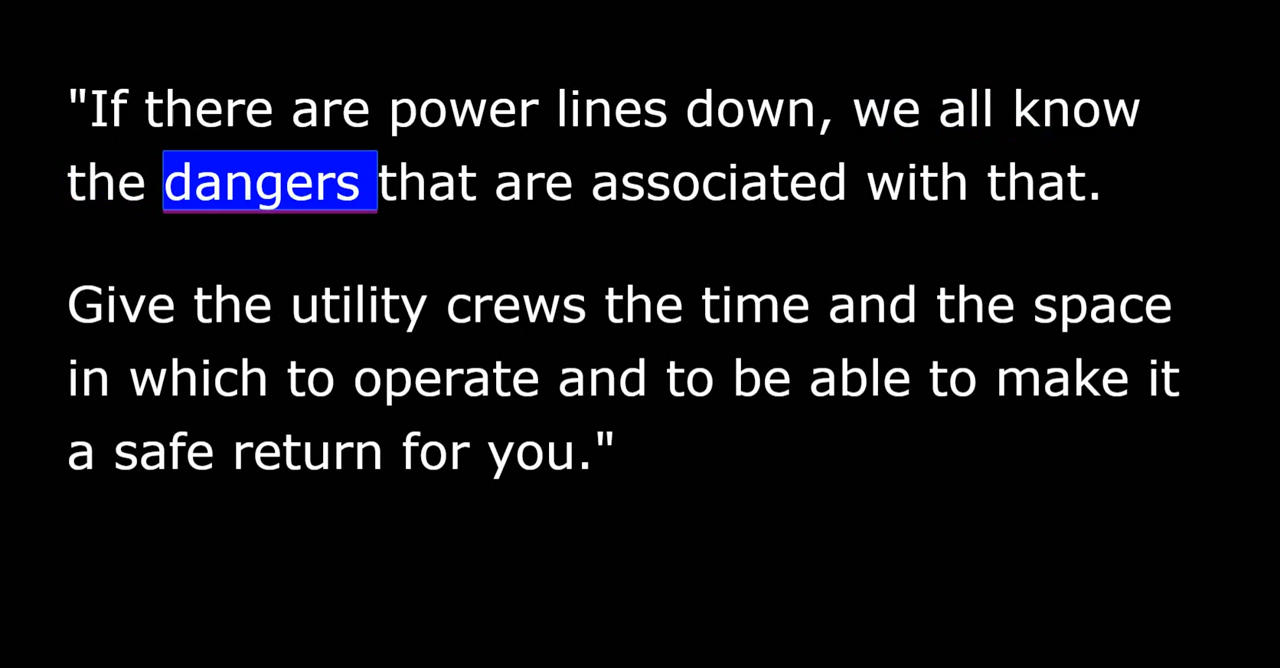 "If there are power lines down, we all know
the dangers that are associated with that.
Give the utility crews the time and the space
in which to operate and to be able to make it
a safe return for you."